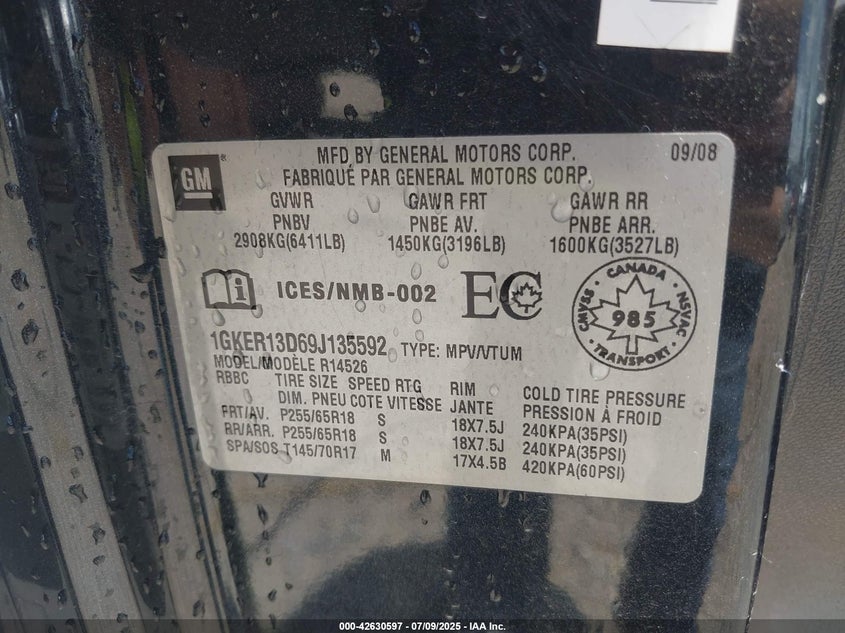 GM ® MFD BY GENERAL MOTORS CORP. 09/08
FABRIQUÉ PAR GENERAL MOTORS CORP.
GVWR GAWR FRT GAWR RR
PNBV PNBE AV. PNBE ARR.
2908KG(6411LB) 1450KG(3196LB) 1600KG(3527LB)
i ICES/NMB-002 EC
CANADA
CMVSS NSVAC
985
TRANSPORT
1GKER13D69J135592 TYPE: MPV/VTUM
MODEL/MODÈLE R14526
RBBC TIRE SIZE SPEED RTG RIM COLD TIRE PRESSURE
DIM. PNEU COTE VITESSE JANTE PRESSION À FROID
FRT/AV. P255/65R18 S 18X7.5J 240KPA(35PSI)
RR/ARR. P255/65R18 S 18X7.5J 240KPA(35PSI)
SPA/SOS T145/70R17 M 17X4.5B 420KPA(60PSI)
000-42630597 - 07/09/2025 - IAA Inc.